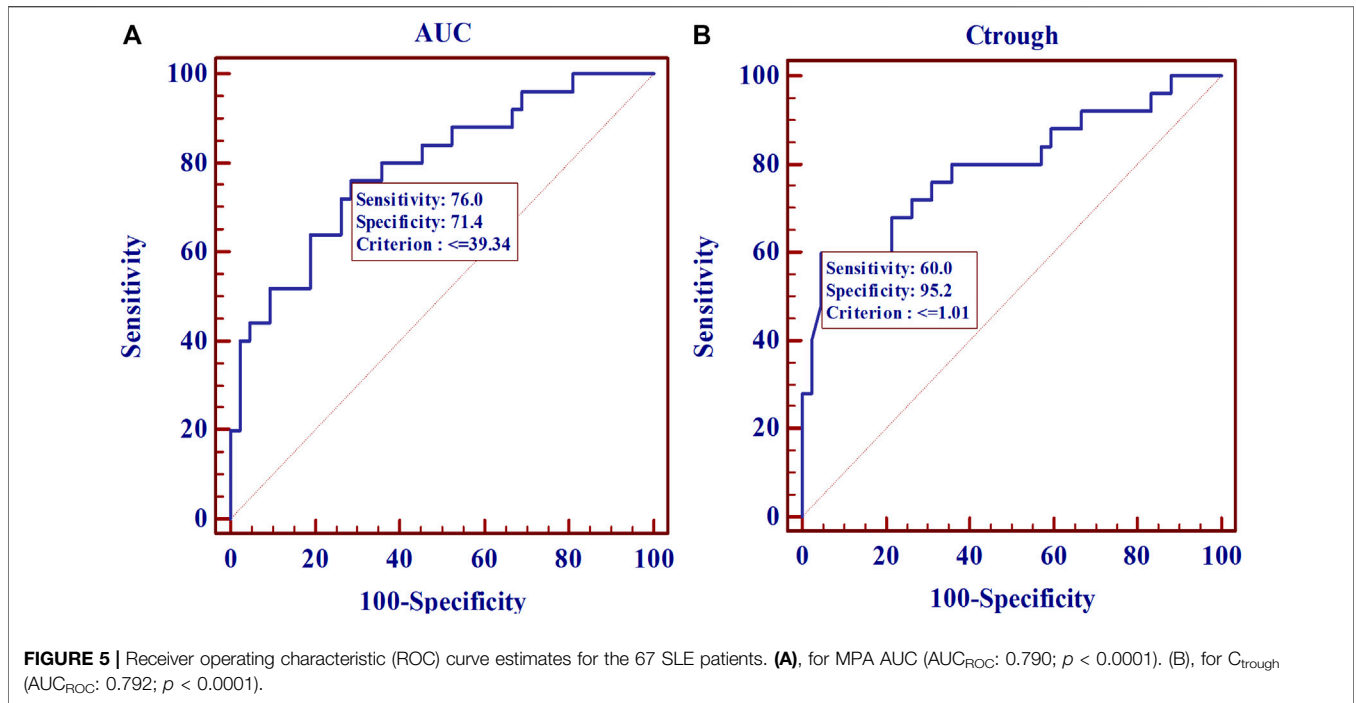 A
AUC
Sensitivity
100
80
60
40
20
0
Sensitivity: 76.0
Specificity: 71.4
Criterion : <=39.34
0 20 40 60 80 100
100-Specificity
B
Ctrough
Sensitivity
100
80
60
40
20
0
Sensitivity: 60.0
Specificity: 95.2
Criterion : <=1.01
0 20 40 60 80 100
100-Specificity
FIGURE 5 | Receiver operating characteristic (ROC) curve estimates for the 67 SLE patients. (A), for MPA AUC (AUCROC: 0.790; p < 0.0001). (B), for Ctrough
(AUCROC: 0.792; p < 0.0001).